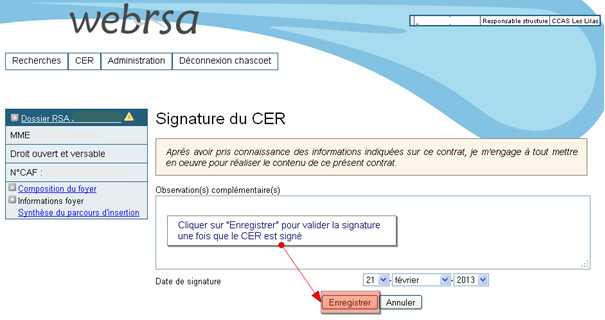 webrsa
Responsable structure CCAS Les Lilas
Recherches CER Administration Déconnexion chascoet
Dossier RSA
MME
Droit ouvert et versable
N°CAF :
Composition du foyer
Informations foyer
Synthèse du parcours d'insertion
Signature du CER
Aprés avoir pris connaissance des informations indiquées sur ce contrat, je m'engage à tout mettre
en oeuvre pour réaliser le contenu de ce présent contrat.
Observation(s) complémentaire(s)
Cliquer sur "Enregistrer" pour valider la signature
une fois que le CER est signé
Date de signature 21 - février - 2013
Enregistrer Annuler